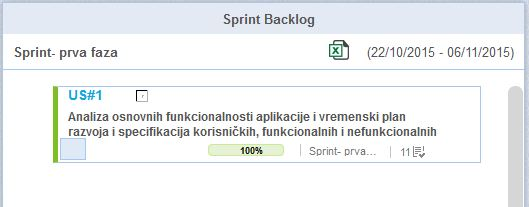 Sprint Backlog
Sprint- prva faza (22/10/2015 - 06/11/2015)
US#1
Analiza osnovnih funkcionalnosti aplikacije i vremenski plan
razvoja i specifikacija korisničkih, funkcionalnih i nefunkcionalnih
100% Sprint- prva... 11